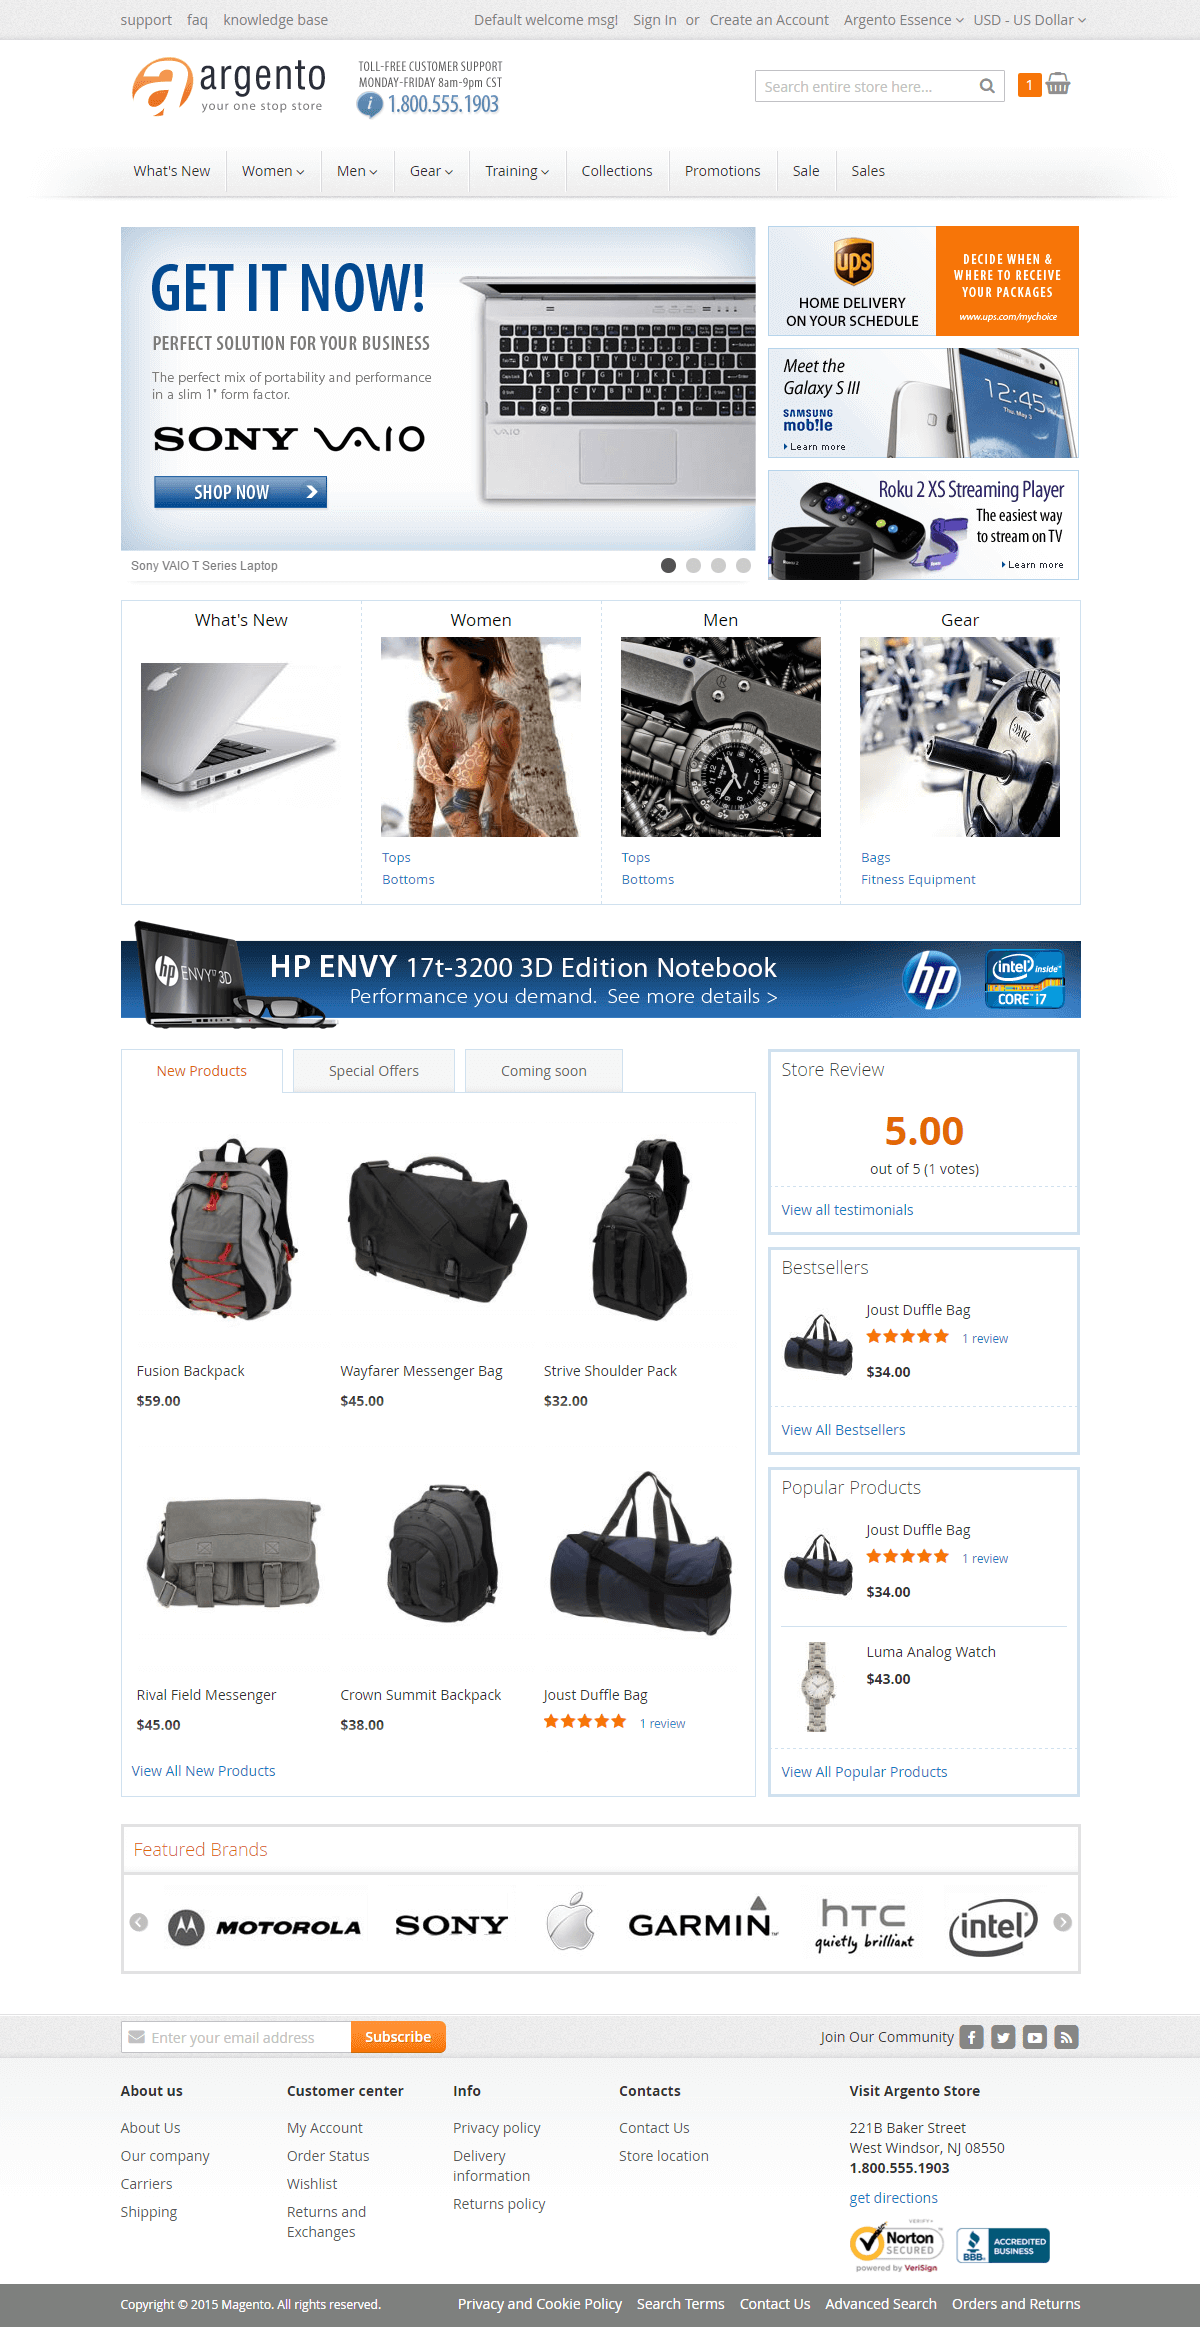 support faq knowledge base
Default welcome msg! Sign In or Create an Account Argento Essence USD - US Dollar
argento
your one stop store
TOLL-FREE CUSTOMER SUPPORT
MONDAY-FRIDAY 8am-9pm CST
i 1.800.555.1903
Search entire store here...
1
What's New Women Men Gear Training Collections Promotions Sale Sales
GET IT NOW!
PERFECT SOLUTION FOR YOUR BUSINESS
The perfect mix of portability and performance
in a slim 1" form factor.
SONY VAIO
SHOP NOW
VAIO
Sony VAIO T Series Laptop
ups
HOME DELIVERY
ON YOUR SCHEDULE
DECIDE WHEN &
WHERE TO RECEIVE
YOUR PACKAGES
www.ups.com/mychoice
Meet the
Galaxy S III
SAMSUNG
mobile
Learn more
12:45
Thu, May 3
Roku 2 XS Streaming Player
The easiest way
to stream on TV
Learn more
What's New
Women
Tops
Bottoms
Men
Tops
Bottoms
Gear
Bags
Fitness Equipment
hp ENVY 3D
HP ENVY 17t-3200 3D Edition Notebook
Performance you demand. See more details >
hp
intel inside™
CORE™ i7
New Products Special Offers Coming soon
Fusion Backpack
$59.00
Wayfarer Messenger Bag
$45.00
Strive Shoulder Pack
$32.00
Rival Field Messenger
$45.00
Crown Summit Backpack
$38.00
Joust Duffle Bag
1 review
View All New Products
Store Review
5.00
out of 5 (1 votes)
View all testimonials
Bestsellers
Joust Duffle Bag
1 review
$34.00
View All Bestsellers
Popular Products
Joust Duffle Bag
1 review
$34.00
Luma Analog Watch
$43.00
View All Popular Products
Featured Brands
MOTOROLA
SONY
GARMIN™
htc
quietly brilliant
intel
Enter your email address
Subscribe
Join Our Community
About us
About Us
Our company
Carriers
Shipping
Customer center
My Account
Order Status
Wishlist
Returns and
Exchanges
Info
Privacy policy
Delivery
information
Returns policy
Contacts
Contact Us
Store location
Visit Argento Store
221B Baker Street
West Windsor, NJ 08550
1.800.555.1903
get directions
VERIFY
Norton
SECURED
powered by VeriSign
BBB
ACCREDITED
BUSINESS
Copyright © 2015 Magento. All rights reserved.
Privacy and Cookie Policy Search Terms Contact Us Advanced Search Orders and Returns